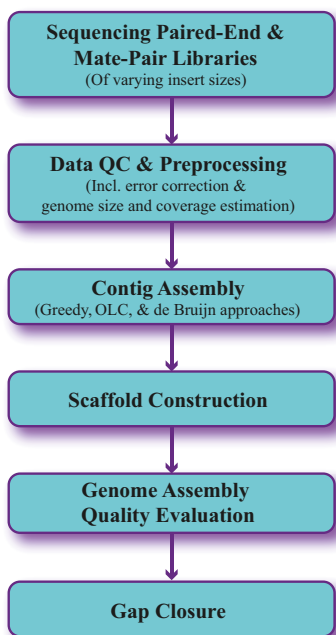 Sequencing Paired-End &
Mate-Pair Libraries
(Of varying insert sizes)
Data QC & Preprocessing
(Incl. error correction &
genome size and coverage estimation)
Contig Assembly
(Greedy, OLC, & de Bruijn approaches)
Scaffold Construction
Genome Assembly
Quality Evaluation
Gap Closure